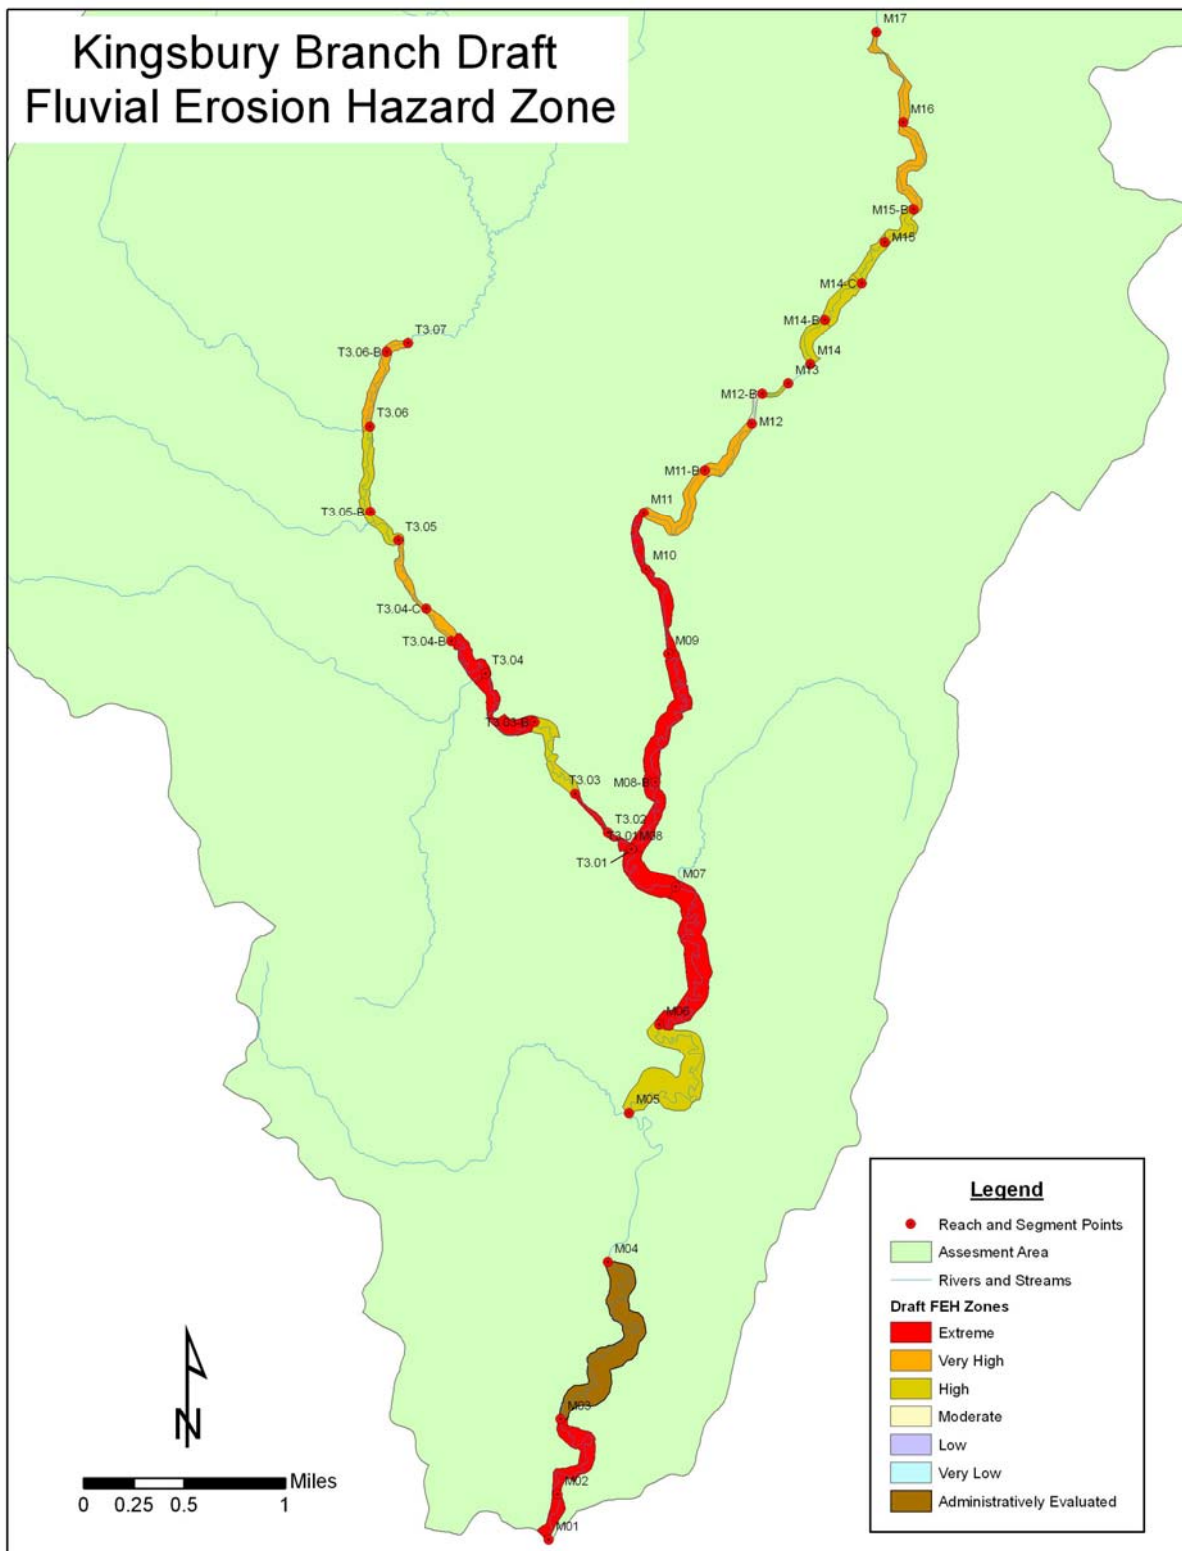 Kingsbury Branch Draft
Fluvial Erosion Hazard Zone
M17
M16
M15-B
M15
M14-C
M14-B
M14
M13
M12-B
M12
M11-B
M11
M10
M09
M08-B
T3.07
T3.06-B
T3.06
T3.05-B
T3.05
T3.04-C
T3.04-B
T3.04
T3.03-B
T3.03
T3.02
T3.01 M08
T3.01
M07
M06
M05
M04
M03
M02
M01
N
Miles
0 0.25 0.5 1
Legend
Reach and Segment Points
Assesment Area
Rivers and Streams
Draft FEH Zones
Extreme
Very High
High
Moderate
Low
Very Low
Administratively Evaluated